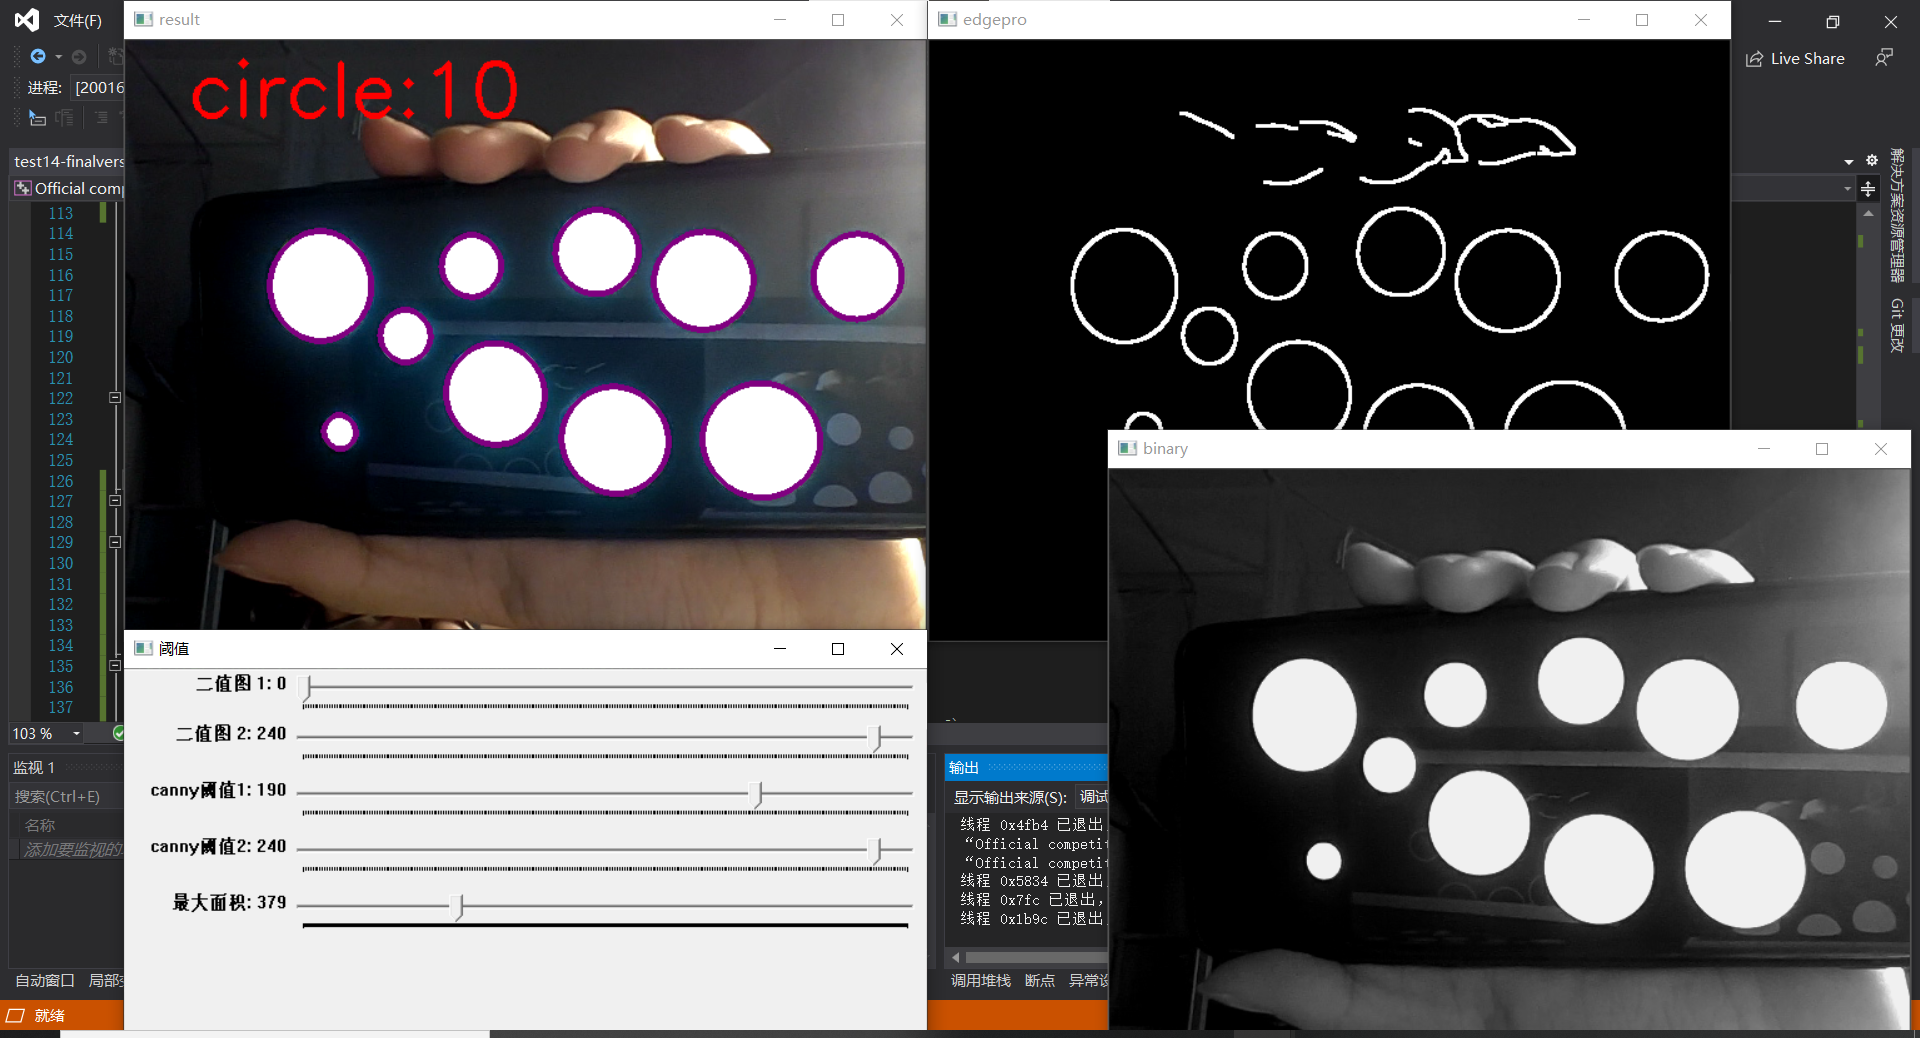 文件(F)
result
edgepro
进程:
[20016
Live Share
circle:10
test14-finalvers
Official comp
解决方案资源管理器
Git 更改
113
114
115
116
117
118
119
120
121
122
123
124
125
126
127
128
129
130
131
132
133
134
135
136
137
binary
阈值
二值图 1: 0
二值图 2: 240
canny阈值1: 190
canny阈值2: 240
最大面积: 379
103 %
监视 1
搜索(Ctrl+E)
名称
添加要监视的
输出
显示输出来源(S):
调试
线程 0x4fb4 已退出
“Official competit
“Official competit
线程 0x5834 已退出
线程 0x7fc 已退出,
线程 0x1b9c 已退出
自动窗口
局部
调用堆栈
断点
异常设
就绪